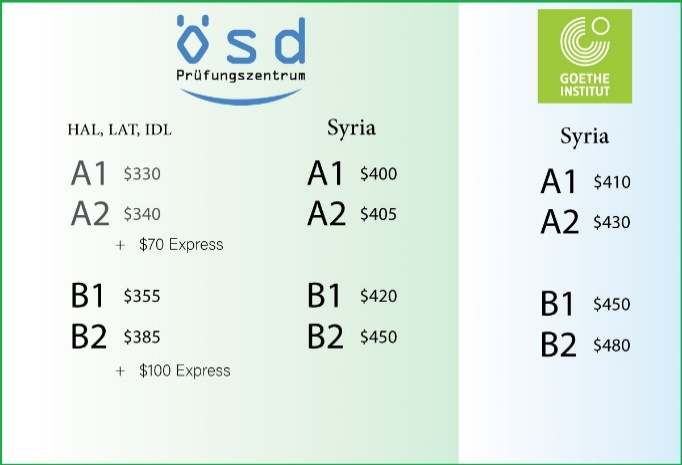 ösd
Prüfungszentrum
HAL, LAT, IDL
A1 $330
A2 $340
+ $70 Express
B1 $355
B2 $385
+ $100 Express
Syria
A1 $400
A2 $405
B1 $420
B2 $450
GOETHE
INSTITUT
Syria
A1 $410
A2 $430
B1 $450
B2 $480